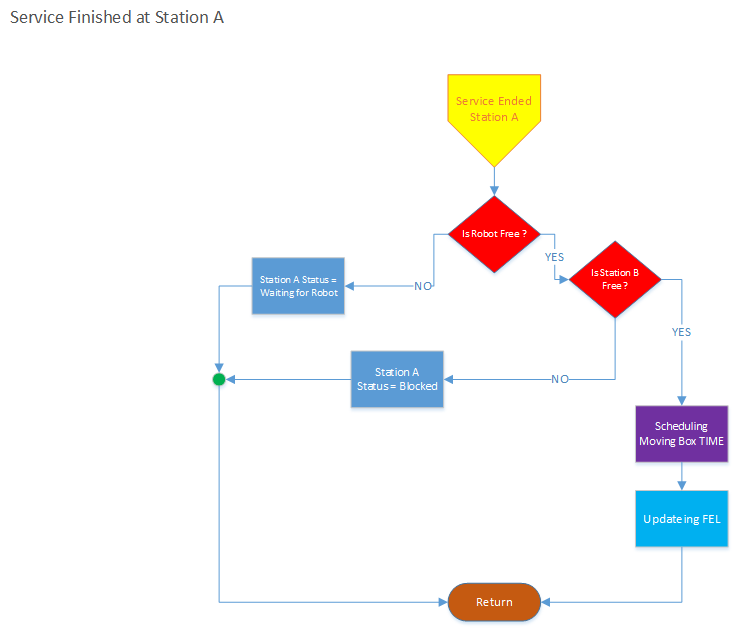 Service Finished at Station A
Service Ended
Station A
Is Robot Free ?
YES
Is Station B
Free ?
Station A Status =
Waiting for Robot
NO
YES
Station A
Status = Blocked
NO
Scheduling
Moving Box TIME
Updateing FEL
Return